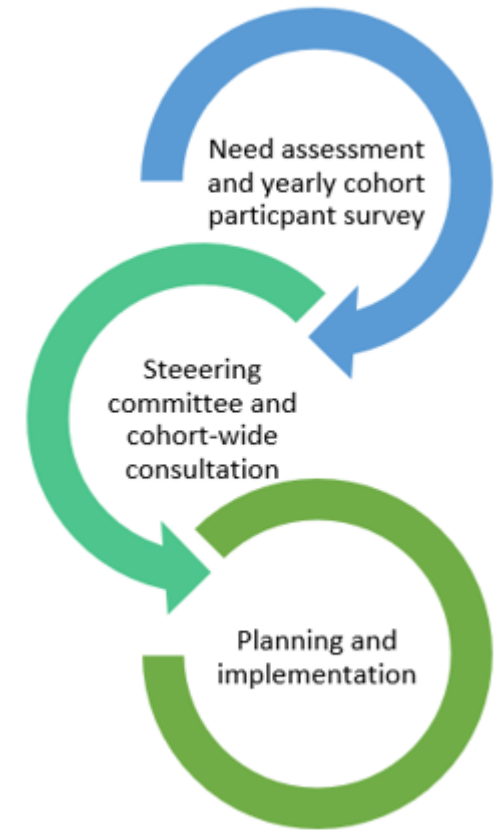 Need assessment
and yearly cohort
particpant survey
Steeering
committee and
cohort-wide
consultation
Planning and
implementation